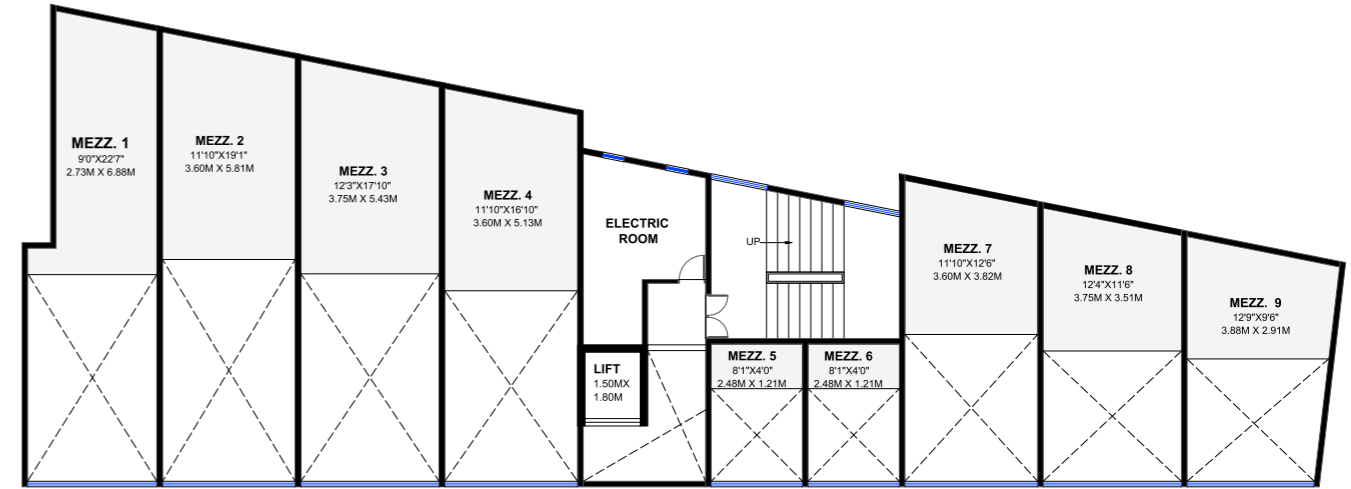 MEZZ. 1
9'0"X22'7"
2.73M X 6.88M
MEZZ. 2
11'10"X19'1"
3.60M X 5.81M
MEZZ. 3
12'3"X17'10"
3.75M X 5.43M
MEZZ. 4
11'10"X16'10"
3.60M X 5.13M
ELECTRIC
ROOM
UP
LIFT
1.50MX
1.80M
MEZZ. 5
8'1"X4'0"
2.48M X 1.21M
MEZZ. 6
8'1"X4'0"
2.48M X 1.21M
MEZZ. 7
11'10"X12'6"
3.60M X 3.82M
MEZZ. 8
12'4"X11'6"
3.75M X 3.51M
MEZZ. 9
12'9"X9'6"
3.88M X 2.91M